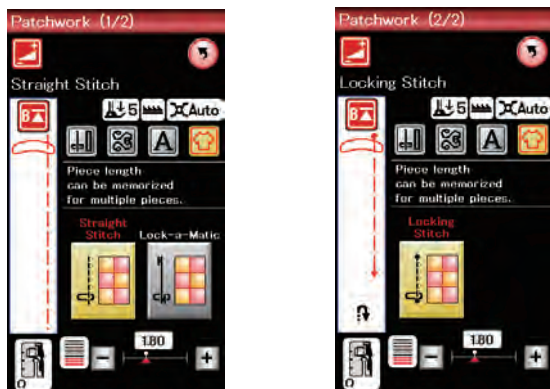 Patchwork (1/2)
Straight Stitch
B
5
Auto
A
Piece length
can be memorized
for multiple pieces.
Straight
Stitch
Lock-a-Matic
1.80
- +
Patchwork (2/2)
Locking Stitch
B
5
Auto
A
Piece length
can be memorized
for multiple pieces.
Locking
Stitch
1.80
- +